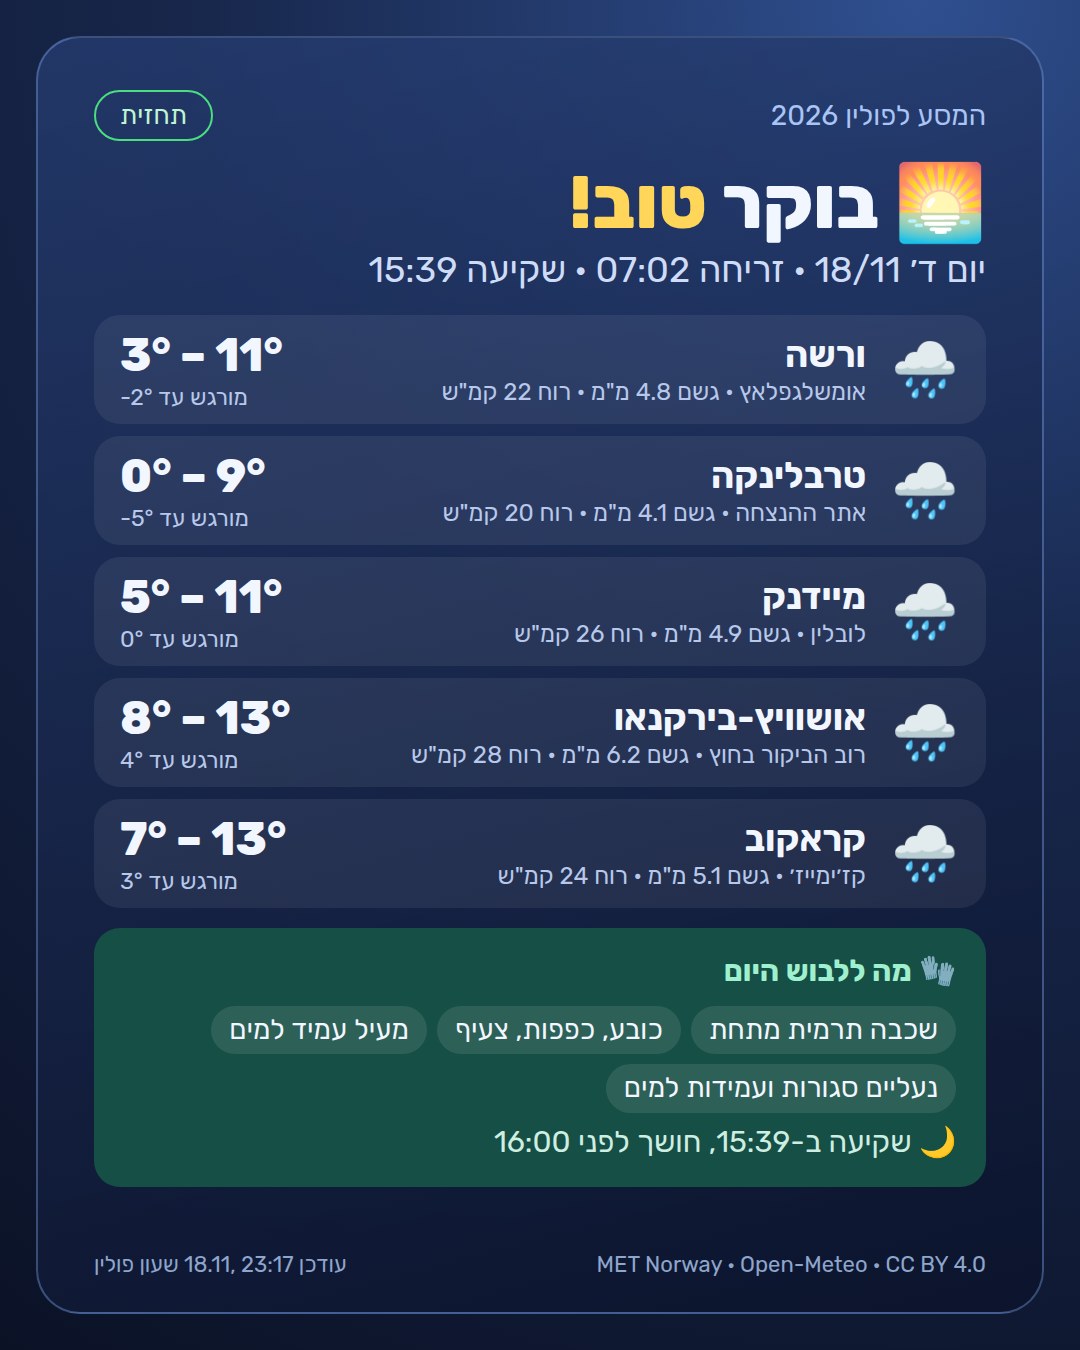 המסע לפולין 2026
תחזית
בוקר טוב!
יום ד׳ 18/11 • זריחה 07:02 • שקיעה 15:39
ורשה
אומשלגפלאץ • גשם 4.8 מ"מ • רוח 22 קמ"ש
3° – 11°
מורגש עד ‎-2°
טרבלינקה
אתר ההנצחה • גשם 4.1 מ"מ • רוח 20 קמ"ש
0° – 9°
מורגש עד ‎-5°
מיידנק
לובלין • גשם 4.9 מ"מ • רוח 26 קמ"ש
5° – 11°
מורגש עד 0°
אושוויץ-בירקנאו
רוב הביקור בחוץ • גשם 6.2 מ"מ • רוח 28 קמ"ש
8° – 13°
מורגש עד 4°
קראקוב
קז׳ימייז׳ • גשם 5.1 מ"מ • רוח 24 קמ"ש
7° – 13°
מורגש עד 3°
מה ללבוש היום
שכבה תרמית מתחת
כובע, כפפות, צעיף
מעיל עמיד למים
נעליים סגורות ועמידות למים
שקיעה ב-15:39, חושך לפני 16:00
MET Norway • Open-Meteo • CC BY 4.0
עודכן 23:17 ,18.11 שעון פולין